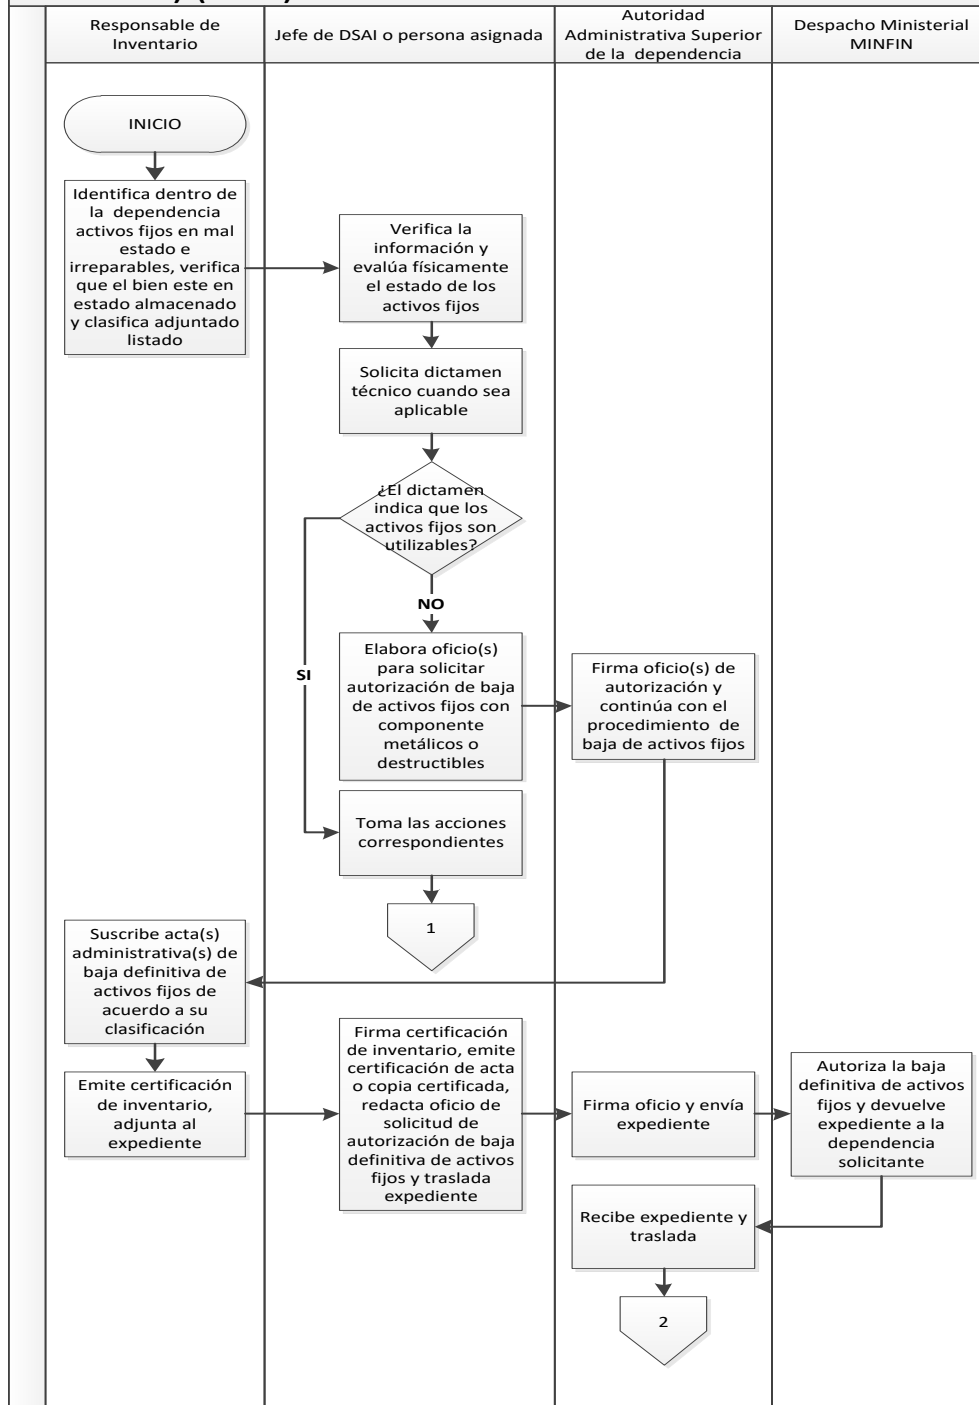 Responsable de
Inventario
Jefe de DSAI o persona asignada
Autoridad
Administrativa Superior
de la  dependencia
Despacho Ministerial
MINFIN
INICIO
Identifica dentro de
la  dependencia
activos fijos en mal
estado e
irreparables, verifica
que el bien este en
estado almacenado
y clasifica adjuntado
listado
Verifica la
información y
evalúa físicamente
el estado de los
activos fijos
Solicita dictamen
técnico cuando sea
aplicable
¿El dictamen
indica que los
activos fijos son
utilizables?
NO
SI
Elabora oficio(s)
para solicitar
autorización de baja
de activos fijos con
componente
metálicos o
destructibles
Firma oficio(s) de
autorización y
continúa con el
procedimiento  de
baja de activos fijos
Toma las acciones
correspondientes
1
Suscribe acta(s)
administrativa(s) de
baja definitiva de
activos fijos de
acuerdo a su
clasificación
Emite certificación
de inventario,
adjunta al
expediente
Firma certificación
de inventario, emite
certificación de acta
o copia certificada,
redacta oficio de
solicitud de
autorización de baja
definitiva de activos
fijos y traslada
expediente
Firma oficio y envía
expediente
Autoriza la baja
definitiva de activos
fijos y devuelve
expediente a la
dependencia
solicitante
Recibe expediente y
traslada
2